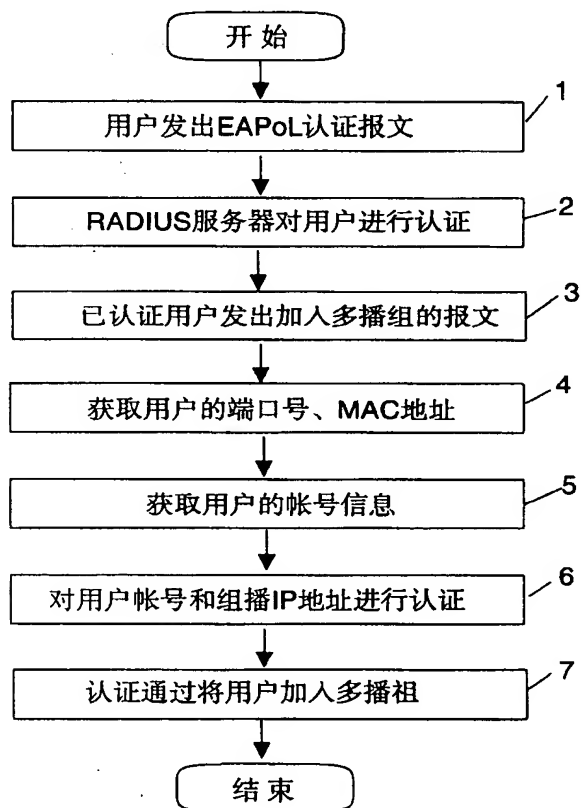 开始
1
用户发出EAPoL认证报文
2
RADIUS服务器对用户进行认证
3
已认证用户发出加入多播组的报文
4
获取用户的端口号、MAC地址
5
获取用户的帐号信息
6
对用户帐号和组播IP地址进行认证
7
认证通过将用户加入多播祖
结束